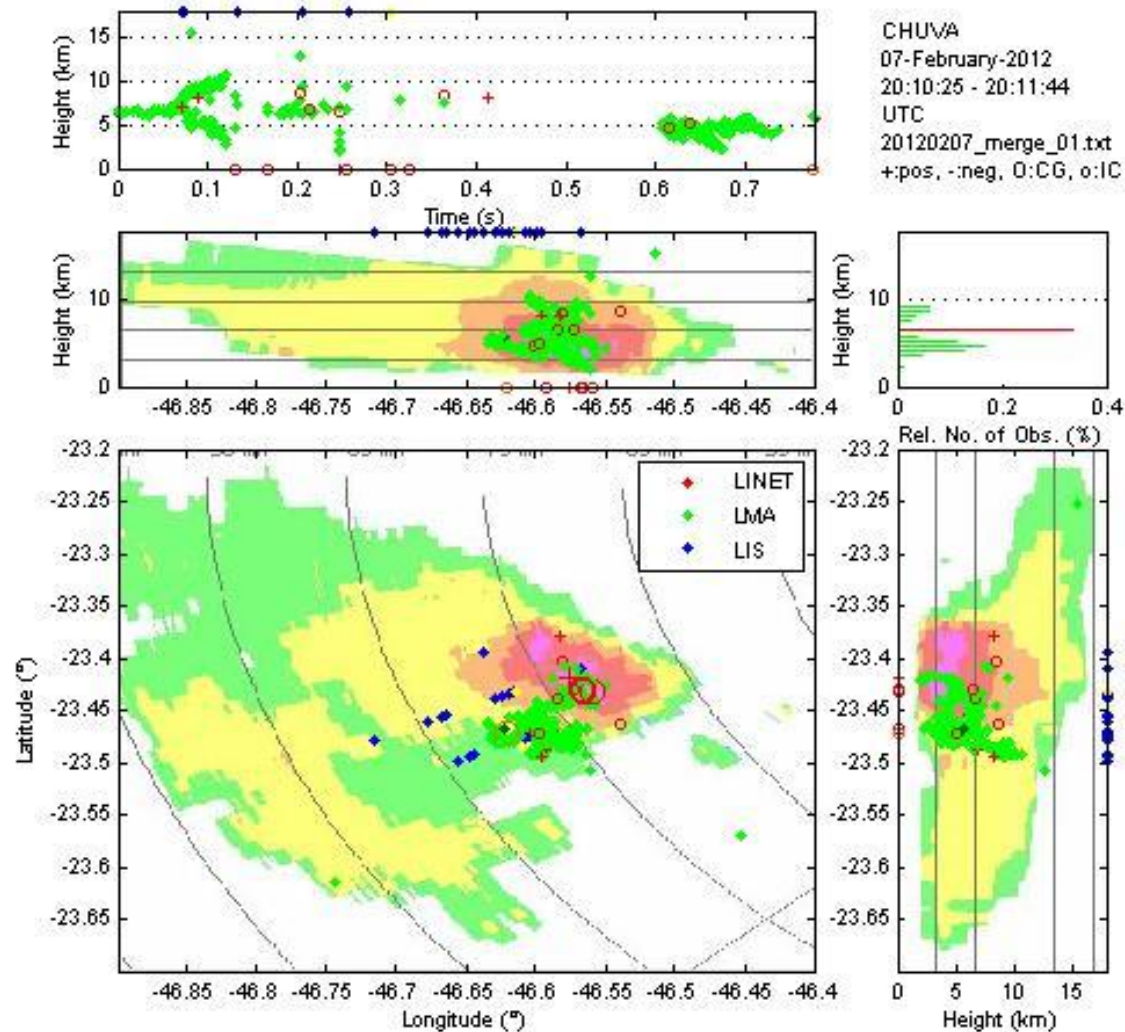 Height (km)
15
10
5
0
0 0.1 0.2 0.3 0.4 0.5 0.6 0.7
Time (s)
CHUVA
07-February-2012
20:10:25 - 20:11:44
UTC
20120207_merge_01.txt
+:pos, -:neg, O:CG, o:IC
Height (km)
10
0
-46.85 -46.8 -46.75 -46.7 -46.65 -46.6 -46.55 -46.5 -46.45 -46.4
Height (km)
10
0
0 0.2 0.4
Rel. No. of Obs. (%)
Latitude (º)
-23.2
-23.25
-23.3
-23.35
-23.4
-23.45
-23.5
-23.55
-23.6
-23.65
LINET
LMA
LIS
-46.85 -46.8 -46.75 -46.7 -46.65 -46.6 -46.55 -46.5 -46.45 -46.4
Longitude (º)
-23.2
-23.25
-23.3
-23.35
-23.4
-23.45
-23.5
-23.55
-23.6
-23.65
0 5 10 15
Height (km)